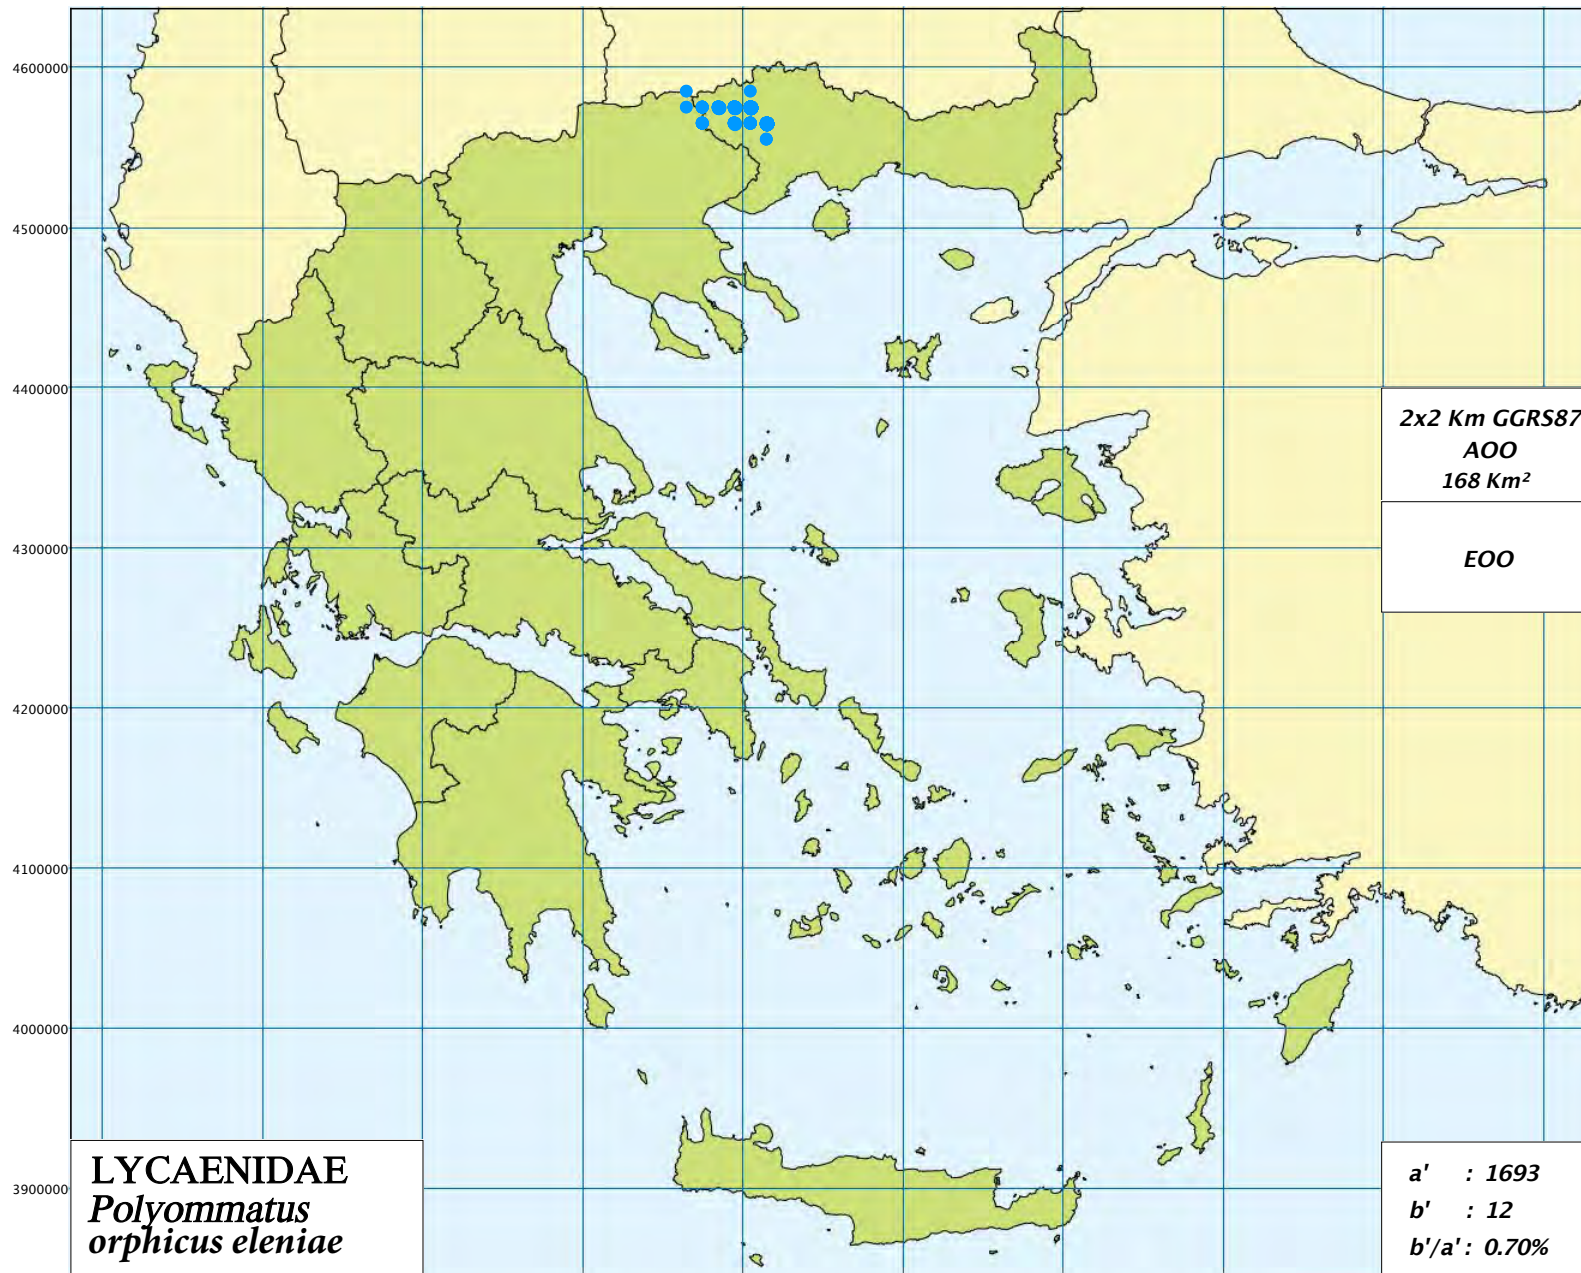 4600000
4500000
4400000
2x2 Km GGRS87
AOO
168 Km²
4300000
EOO
4200000
4100000
4000000
3900000
LYCAENIDAE
Polyommatus
orphicus eleniae
a' : 1693
b' : 12
b'/a' : 0.70%